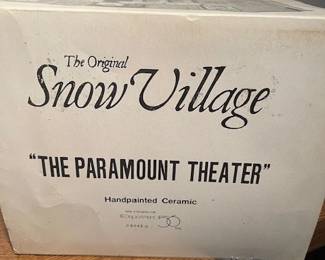 The Original
Snow Village
"THE PARAMOUNT THEATER"
Handpainted Ceramic